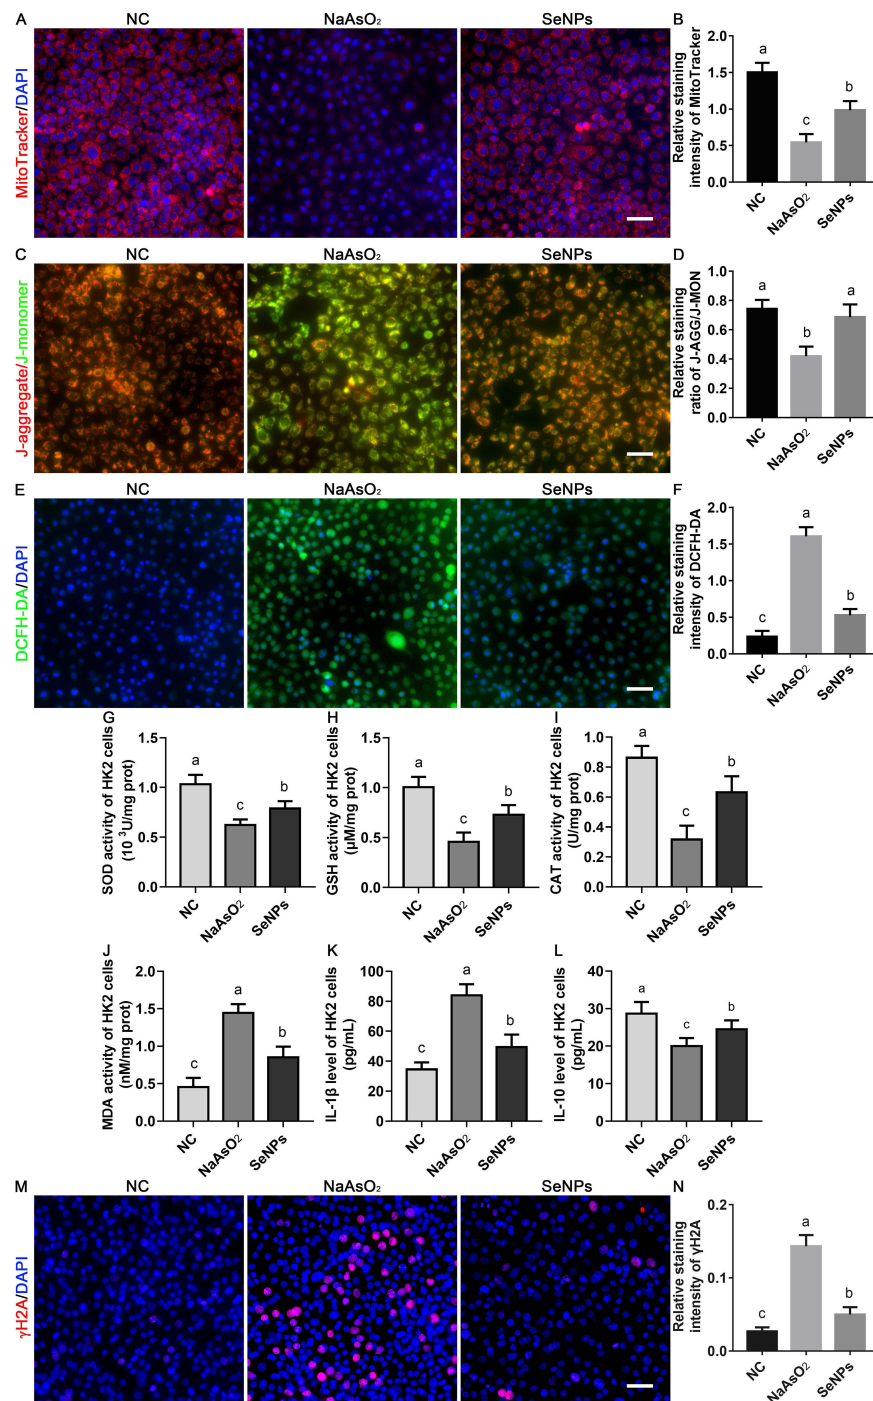 A
NC
NaAsO₂
SeNPs
MitoTracker/DAPI
B
Relative staining
intensity of MitoTracker
2.0
1.5
1.0
0.5
0.0
a
c
b
NC
NaAsO2
SeNPs
C
NC
NaAsO₂
SeNPs
J-aggregate/J-monomer
D
Relative staining
ratio of J-AGG/J-MON
1.0
0.8
0.6
0.4
0.2
0.0
a
b
a
NC
NaAsO2
SeNPs
E
NC
NaAsO₂
SeNPs
DCFH-DA/DAPI
F
Relative staining
intensity of DCFH-DA
2.0
1.5
1.0
0.5
0.0
c
a
b
NC
NaAsO2
SeNPs
G
SOD activity of HK2 cells
(10 ³U/mg prot)
1.5
1.0
0.5
0.0
a
c
b
NC
NaAsO2
SeNPs
H
GSH activity of HK2 cells
(μM/mg prot)
1.5
1.0
0.5
0.0
a
c
b
NC
NaAsO2
SeNPs
I
CAT activity of HK2 cells
(U/mg prot)
1.0
0.8
0.6
0.4
0.2
0.0
a
c
b
NC
NaAsO2
SeNPs
J
MDA activity of HK2 cells
(nM/mg prot)
2.0
1.5
1.0
0.5
0.0
c
a
b
NC
NaAsO2
SeNPs
K
IL-1β level of HK2 cells
(pg/mL)
100
80
60
40
20
0
c
a
b
NC
NaAsO2
SeNPs
L
IL-10 level of HK2 cells
(pg/mL)
40
30
20
10
0
a
c
b
NC
NaAsO2
SeNPs
M
NC
NaAsO₂
SeNPs
γH2A/DAPI
N
Relative staining
intensity of γH2A
0.2
0.1
0.0
c
a
b
NC
NaAsO2
SeNPs